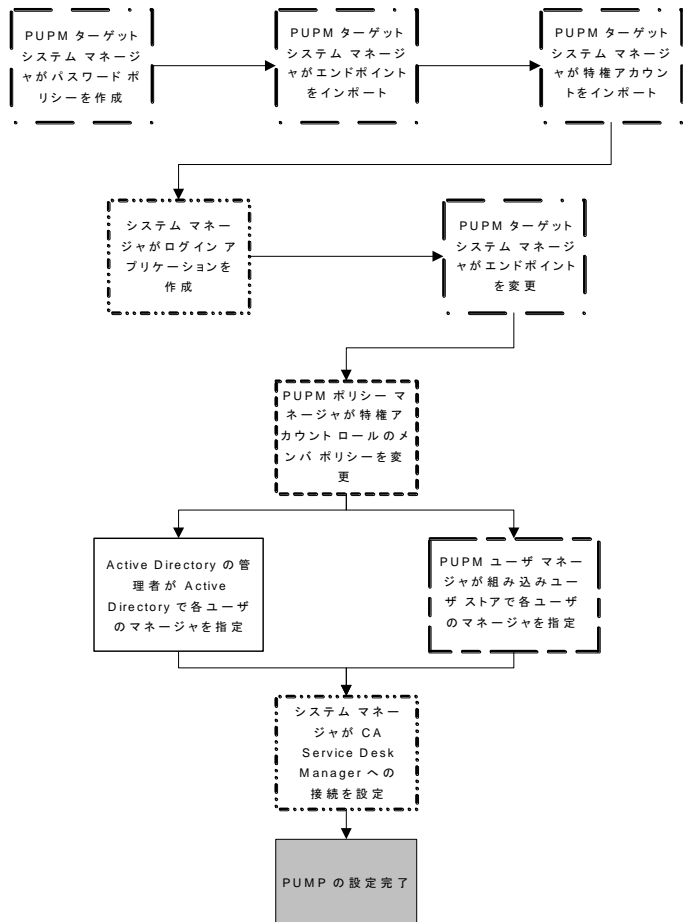 PUPM ターゲット
システム マネージ
ャがパスワード ポ
リシーを作成
PUPM ターゲット
システム マネージ
ャがエンドポイント
をインポート
PUPM ターゲット
システム マネージ
ャが特権アカウン
トをインポート
システム マネー
ジャがログイン ア
プリケーションを
作成
PUPM ターゲット
システム マネージ
ャがエンドポイント
を変更
PUPM ポリシー マ
ネージャが特権ア
カウント ロールのメ
ンバ ポリシーを変
更
Active Directory の管
理者が Active
Directory で各ユーザ
のマネージャを指定
PUPM ユーザ マネー
ジャが組み込みユー
ザ ストアで各ユーザ
のマネージャを指定
システム マネー
ジャが CA
Service Desk
Manager への
接続を設定
PUMP の設定完了